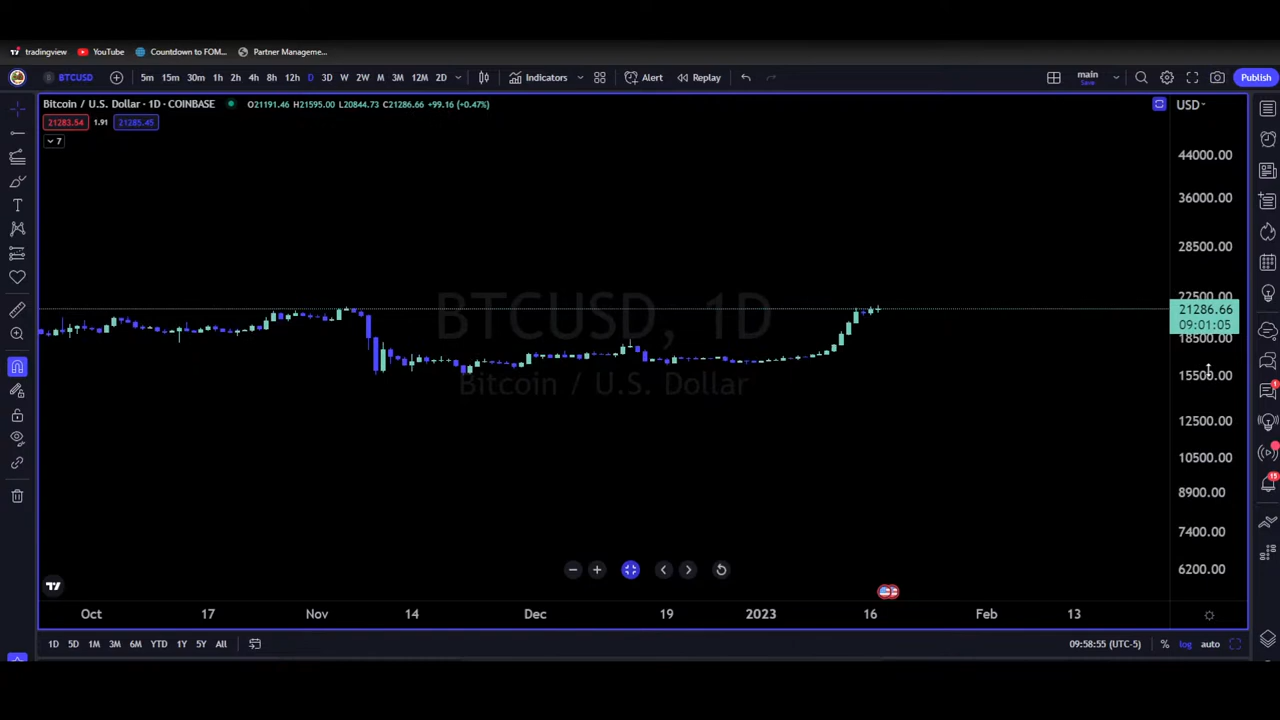 tradingview YouTube Countdown to FOM... Partner Manageme...
BTCUSD 5m 15m 30m 1h 2h 4h 8h 12h D 3D W 2W M 3M 12M 2D Indicators Alert Replay main Save Publish
Bitcoin / U.S. Dollar · 1D · COINBASE O21191.46 H21595.00 L20844.73 C21286.66 +99.16 (+0.47%) USD
21283.54 1.91 21285.45
7
44000.00
36000.00
28500.00
22500.00
BTCUSD, 1D
21286.66
09:01:05
18500.00
Bitcoin / U.S. Dollar
15500.00
12500.00
10500.00
8900.00
7400.00
6200.00
Oct 17 Nov 14 Dec 19 2023 16 Feb 13
1D 5D 1M 3M 6M YTD 1Y 5Y All 09:58:55 (UTC-5) % log auto